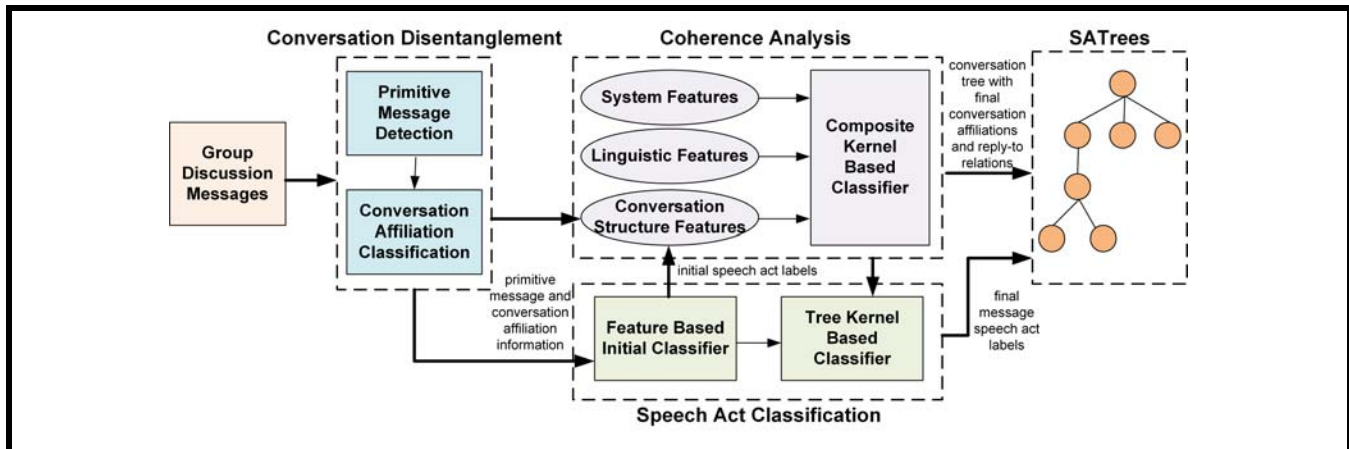 Conversation Disentanglement
Coherence Analysis
SATrees
Group
Discussion
Messages
Primitive
Message
Detection
Conversation
Affiliation
Classification
System Features
Linguistic Features
Conversation
Structure Features
Composite
Kernel
Based
Classifier
conversation
tree with
final
conversation
affiliations
and reply-to
relations
initial speech act labels
primitive
message and
conversation
affiliation
information
Feature Based
Initial Classifier
Tree Kernel
Based
Classifier
final
message
speech act
labels
Speech Act Classification